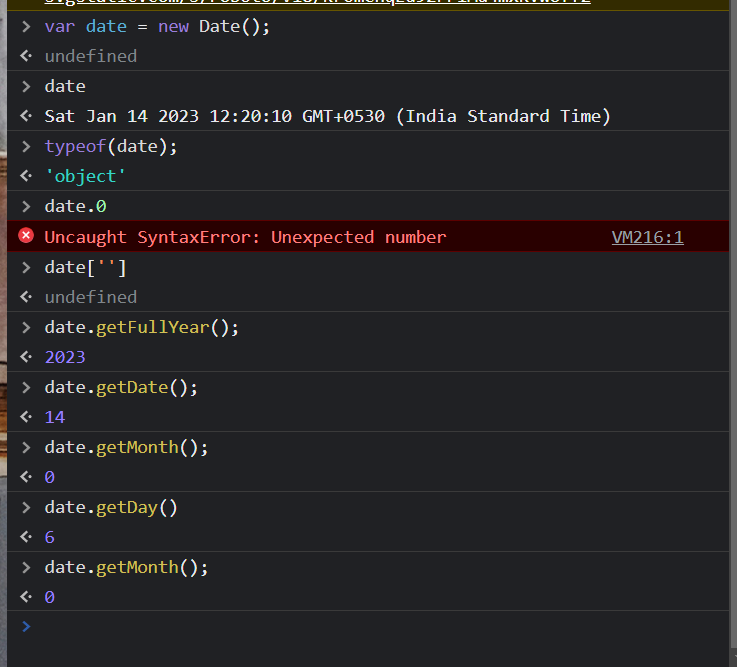 > var date = new Date();
undefined
> date
Sat Jan 14 2023 12:20:10 GMT+0530 (India Standard Time)
> typeof(date);
'object'
> date.0
Uncaught SyntaxError: Unexpected number VM216:1
> date['']
undefined
> date.getFullYear();
2023
> date.getDate();
14
> date.getMonth();
0
> date.getDay()
6
> date.getMonth();
0
>